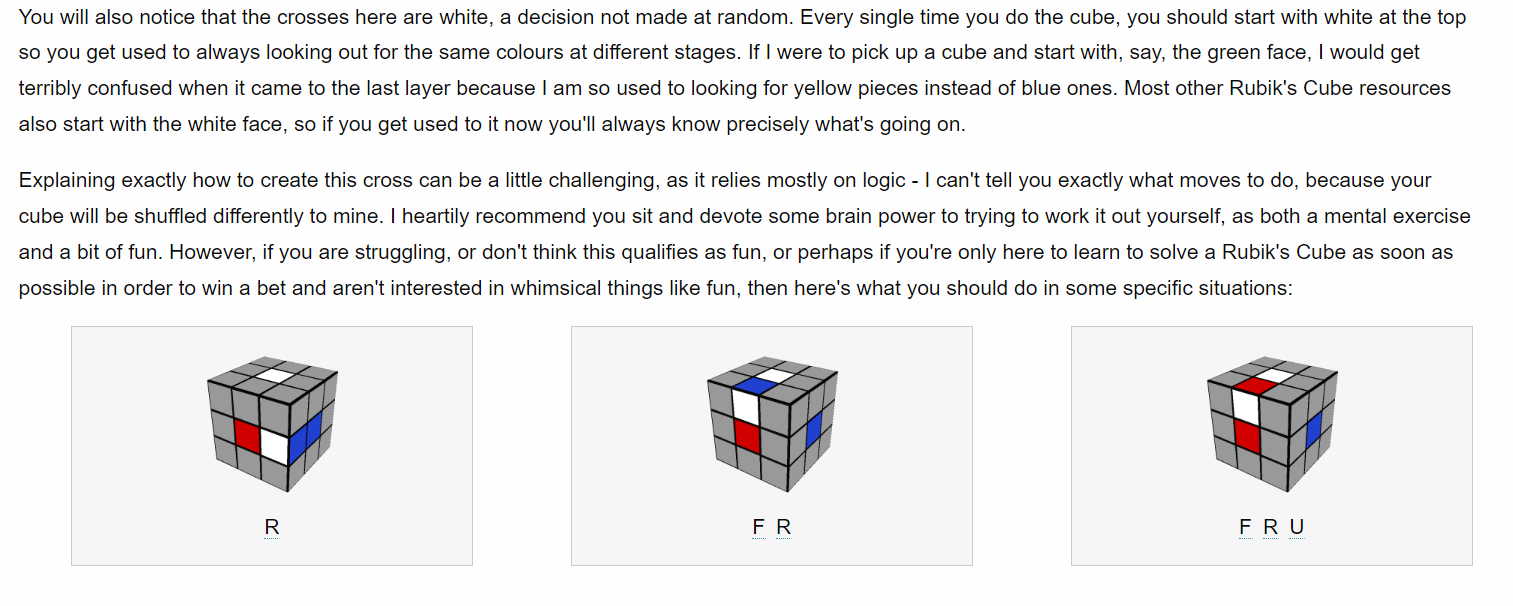 You will also notice that the crosses here are white, a decision not made at random. Every single time you do the cube, you should start with white at the top
so you get used to always looking out for the same colours at different stages. If I were to pick up a cube and start with, say, the green face, I would get
terribly confused when it came to the last layer because I am so used to looking for yellow pieces instead of blue ones. Most other Rubik's Cube resources
also start with the white face, so if you get used to it now you'll always know precisely what's going on.
Explaining exactly how to create this cross can be a little challenging, as it relies mostly on logic - I can't tell you exactly what moves to do, because your
cube will be shuffled differently to mine. I heartily recommend you sit and devote some brain power to trying to work it out yourself, as both a mental exercise
and a bit of fun. However, if you are struggling, or don't think this qualifies as fun, or perhaps if you're only here to learn to solve a Rubik's Cube as soon as
possible in order to win a bet and aren't interested in whimsical things like fun, then here's what you should do in some specific situations:
R
F R
F R U